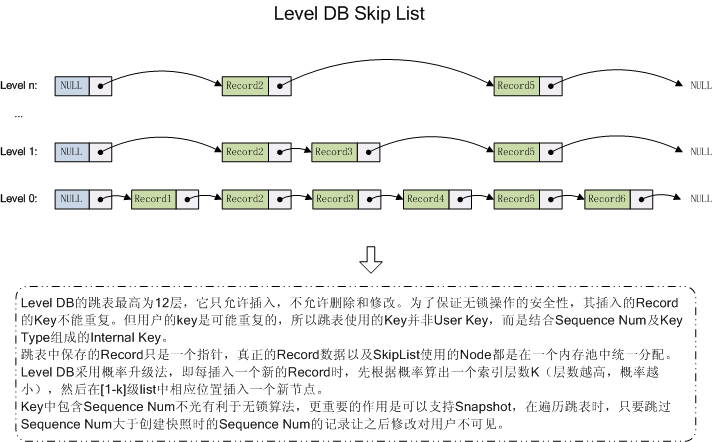 Level DB Skip List
Level n: NULL Record2 Record5 NULL
...
Level 1: NULL Record2 Record3 Record5 NULL
Level 0: NULL Record1 Record2 Record3 Record4 Record5 Record6 NULL
Level DB的跳表最高为12层，它只允许插入，不允许删除和修改。为了保证无锁操作的安全性，其插入的Record
的Key不能重复。但用户的key是可能重复的，所以跳表使用的Key并非User Key，而是结合Sequence Num及Key
Type组成的Internal Key。
跳表中保存的Record只是一个指针，真正的Record数据以及SkipList使用的Node都是在一个内存池中统一分配。
Level DB采用概率升级法，即每插入一个新的Record时，先根据概率算出一个索引层数K（层数越高，概率越
小），然后在[1-k]级list中相应位置插入一个新节点。
Key中包含Sequence Num不光有利于无锁算法，更重要的作用是可以支持Snapshot，在遍历跳表时，只要跳过
Sequence Num大于创建快照时的Sequence Num的记录让之后修改对用户不可见。